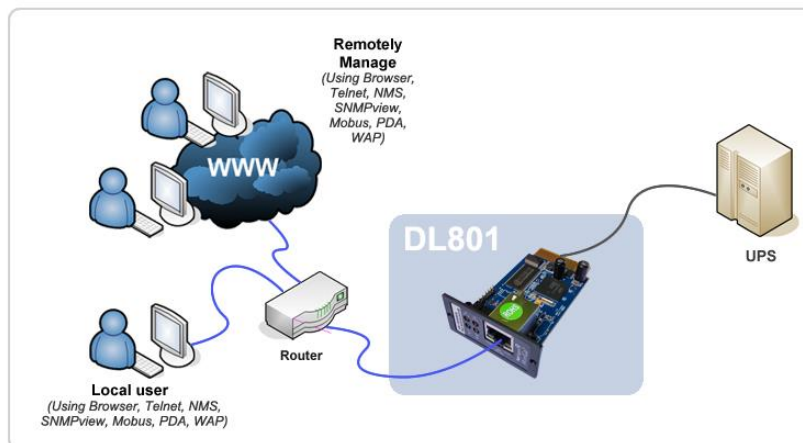 Remotely
Manage
(Using Browser,
Telnet, NMS,
SNMPview,
Mobus, PDA,
WAP)
WWW
DL801
UPS
Router
Local user
(Using Browser, Telnet, NMS,
SNMPview, Mobus, PDA, WAP)